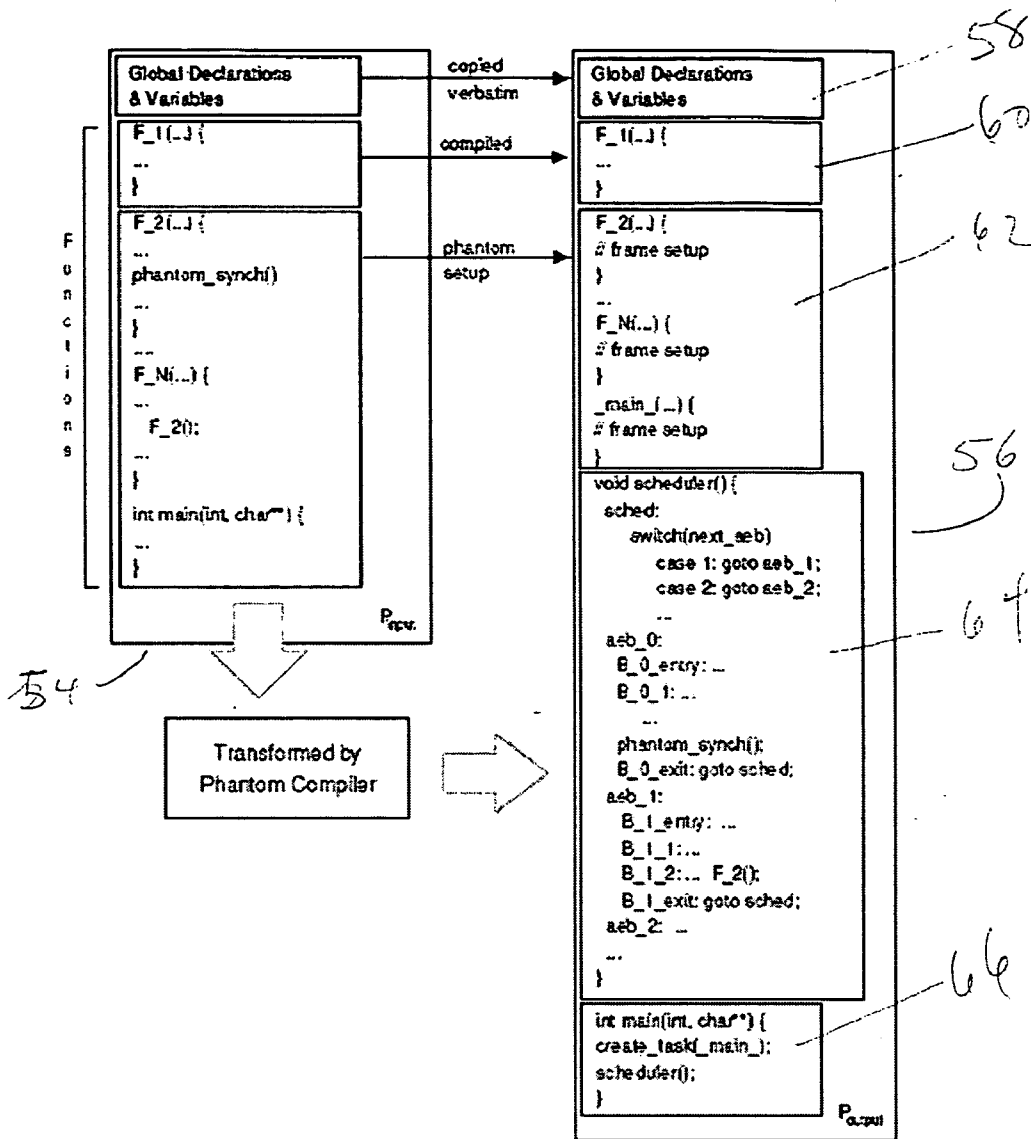 Global Declarations
& Variables
F_1(...) {
...
}
F_2(...) {
...
phantom_synch()
...
}
...
F_N(...) {
...
F_2();
...
}
int main(int, char**) {
...
}
P_input
Functions
54
copied
verbatim
compiled
phantom
setup
Transformed by
Phantom Compiler
Global Declarations
& Variables
F_1(...) {
...
}
F_2(...) {
# frame setup
}
...
F_N(...) {
# frame setup
}
_main_(...) {
# frame setup
}
void scheduler() {
sched:
switch(next_aeb)
case 1: goto aeb_1;
case 2: goto aeb_2;
...
aeb_0:
B_0_entry: ...
B_0_1: ...
...
phantom_synch();
B_0_exit: goto sched;
aeb_1:
B_1_entry: ...
B_1_1:...
B_1_2:... F_2();
B_1_exit: goto sched;
aeb_2: ...
...
}
int main(int, char**) {
create_task(_main_);
scheduler();
}
P_output
58
60
62
56
64
66